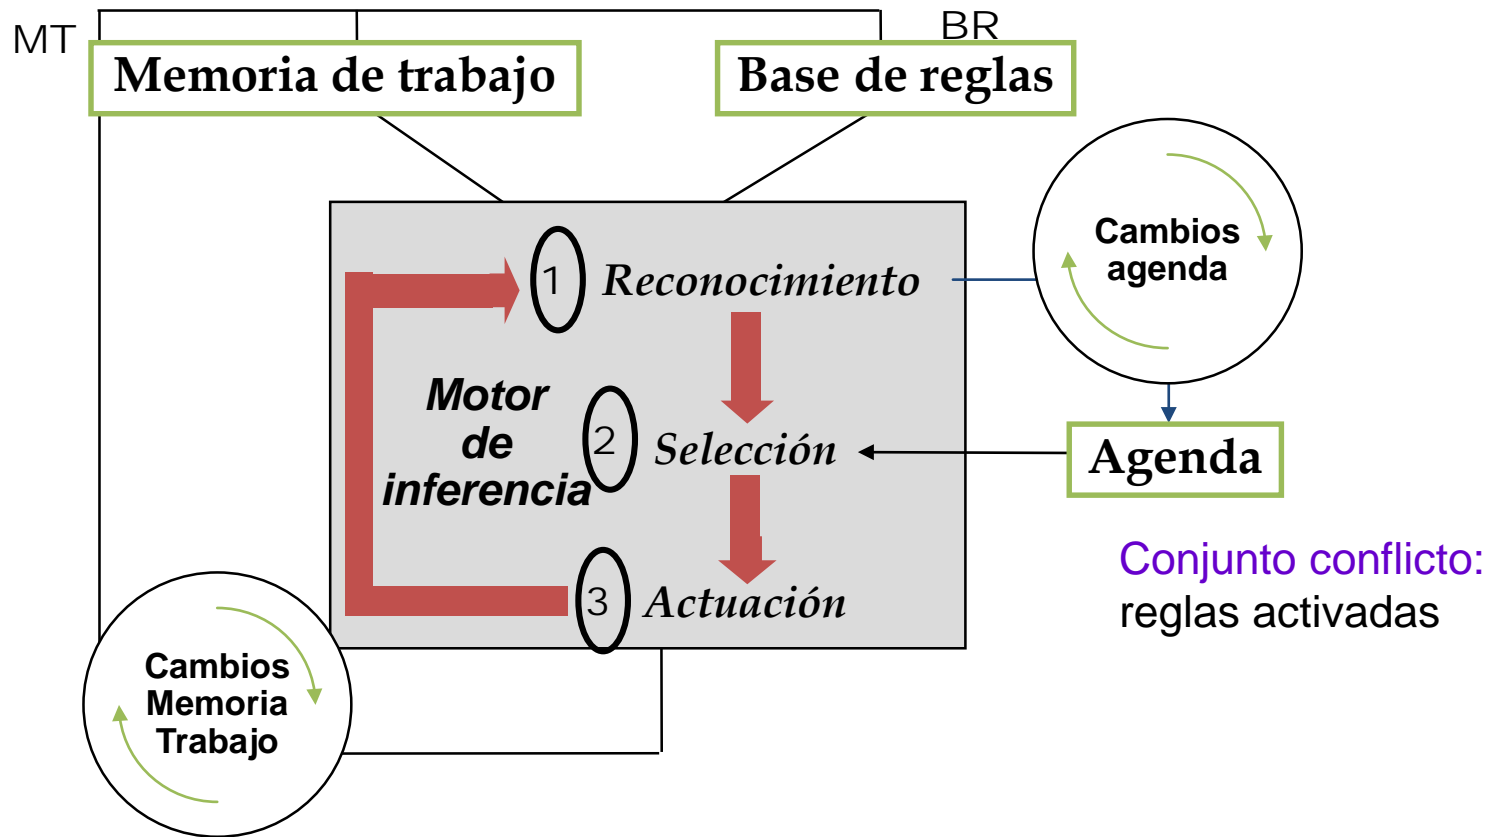 MT
BR
Memoria de trabajo
Base de reglas
Cambios
agenda
1
Reconocimiento
Motor
de
inferencia
2
Selección
Agenda
Conjunto conflicto:
reglas activadas
3
Actuación
Cambios
Memoria
Trabajo